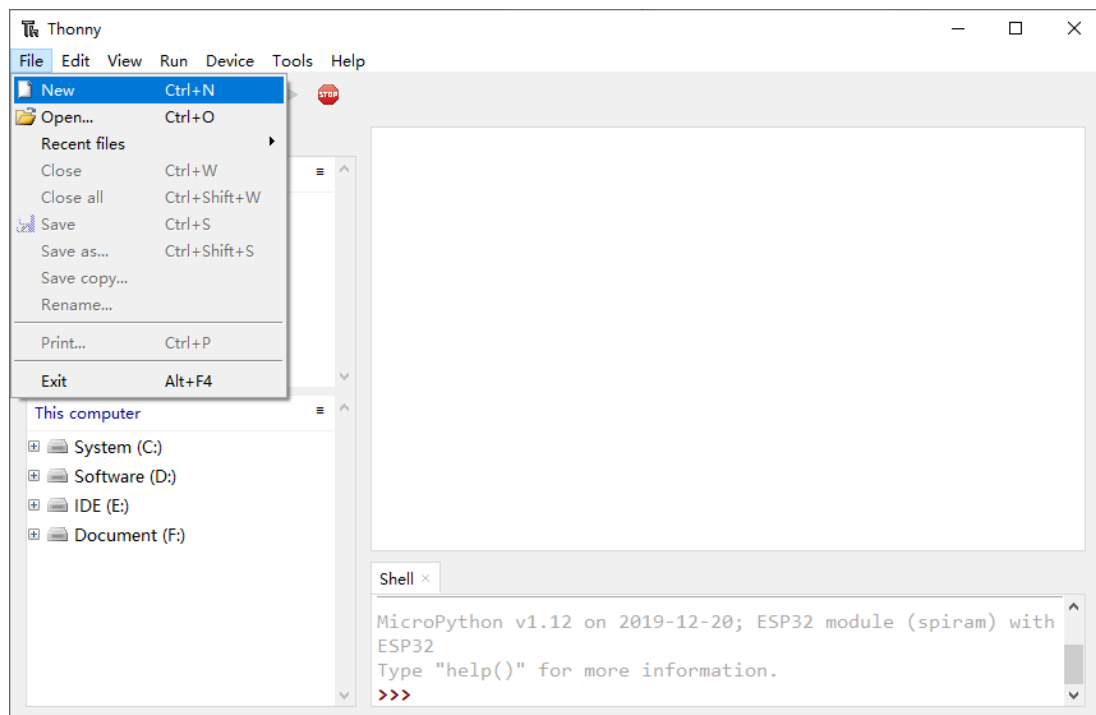 Thonny
File Edit View Run Device Tools Help
New Ctrl+N
STOP
Open... Ctrl+O
Recent files
Close Ctrl+W
Close all Ctrl+Shift+W
Save Ctrl+S
Save as... Ctrl+Shift+S
Save copy...
Rename...
Print... Ctrl+P
Exit Alt+F4
This computer
System (C:)
Software (D:)
IDE (E:)
Document (F:)
Shell
MicroPython v1.12 on 2019-12-20; ESP32 module (spiram) with
ESP32
Type "help()" for more information.
>>>